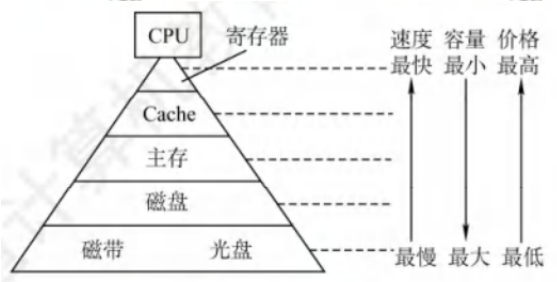 CPU
寄存器
速度 容量 价格
最快 最小 最高
Cache
主存
磁盘
磁带 光盘
最慢 最大 最低